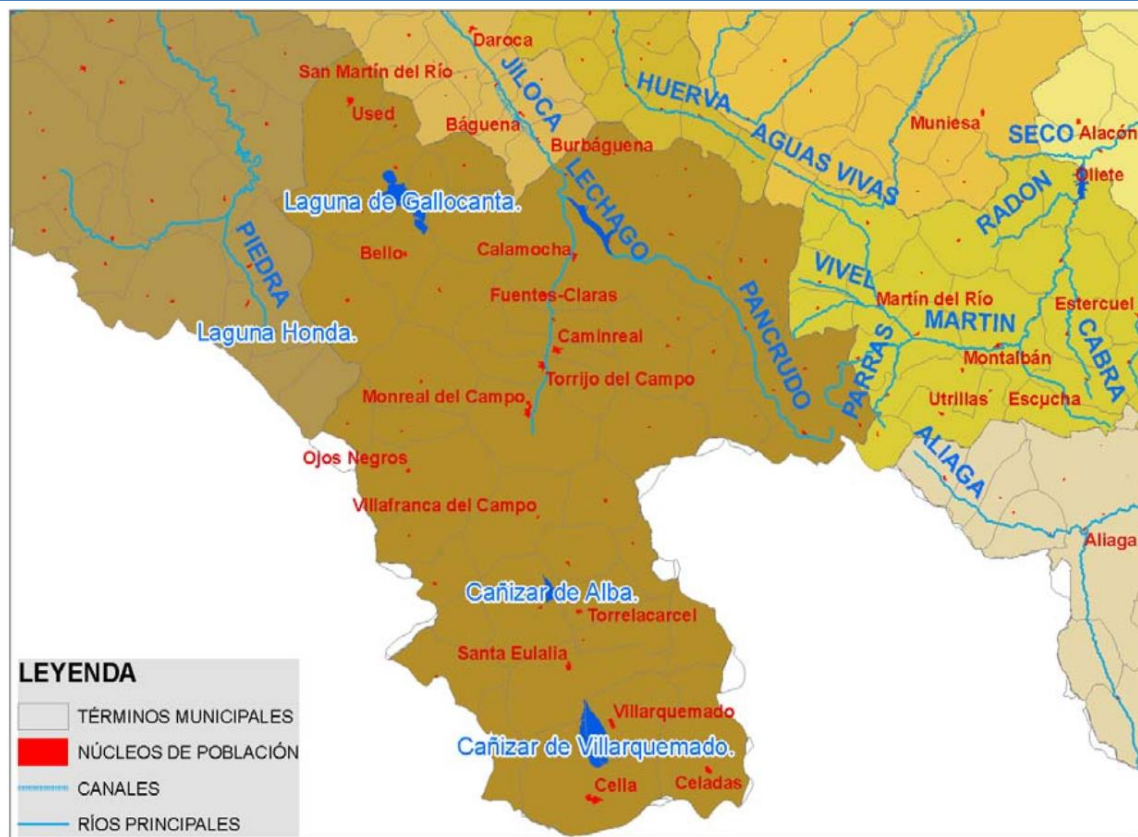 Daroca
San Martín del Río
JILOCA
Used
HUERVA
Báguena
Muniesa
SECO
Alacón
AGUAS VIVAS
Burbáguena
LECHAGO
Ollete
RADON
Laguna de Gallocanta.
PIEDRA
Bello
Calamocha
VIVEL
Fuentes-Claras
Martín del Río
Estercuel
MARTIN
Laguna Honda.
Caminreal
PANCRUDO
PARRAS
Montalbán
CABRA
Torrijo del Campo
Monreal del Campo
Utrillas
Escucha
ALIAGA
Ojos Negros
Villafranca del Campo
Aliaga
Cañizar de Alba.
Torrelacarcel
Santa Eulalia
Villarquemado
Cañizar de Villarquemado.
Cella
Celadas
LEYENDA
TÉRMINOS MUNICIPALES
NÚCLEOS DE POBLACIÓN
CANALES
RÍOS PRINCIPALES